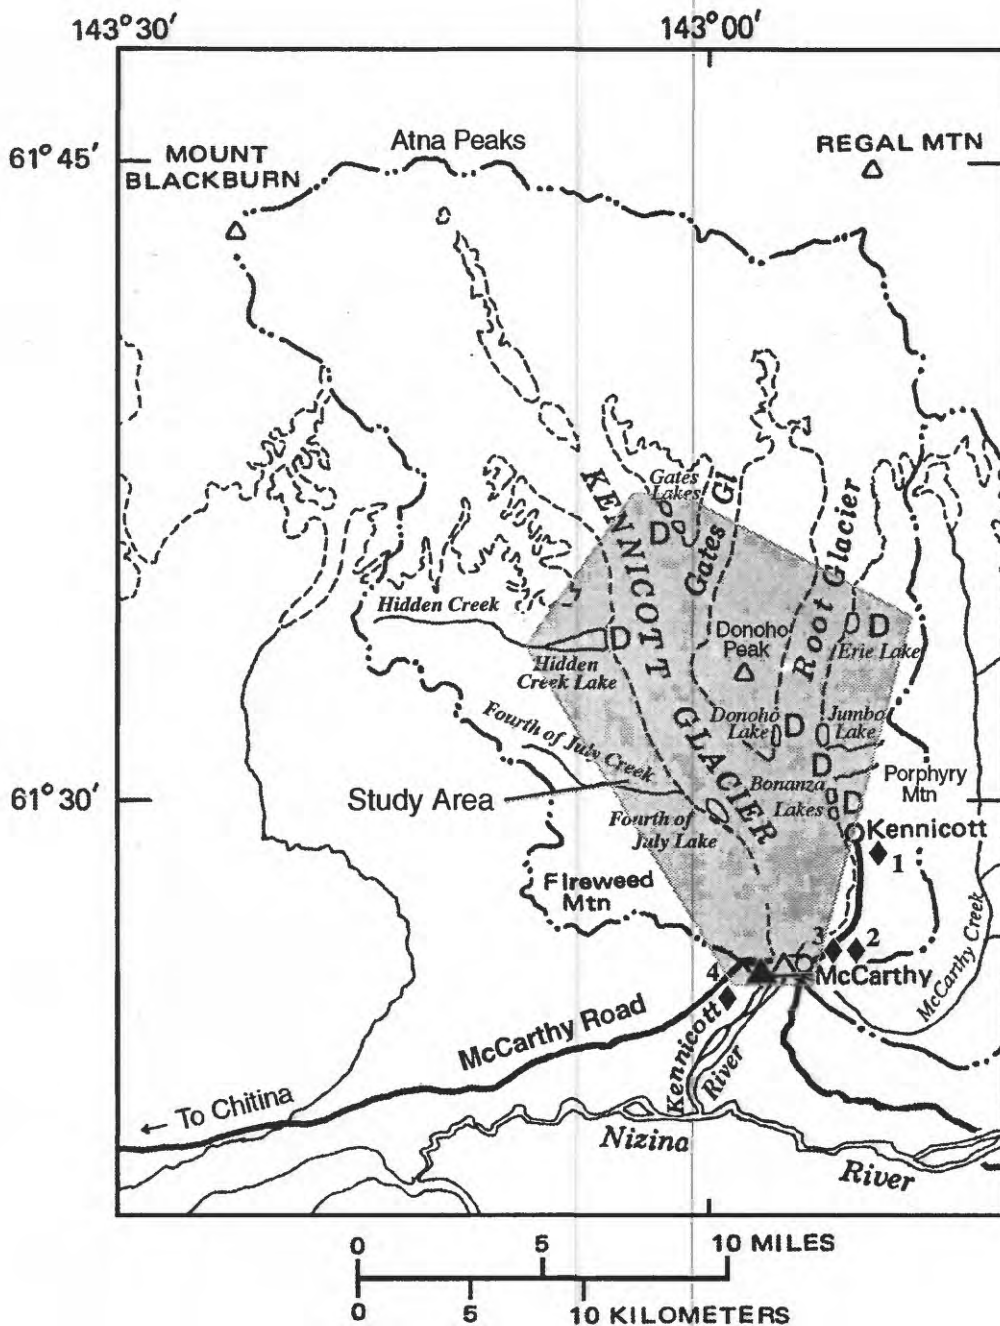 143°30′
143°00′
61°45′
MOUNT
BLACKBURN
Atna Peaks
REGAL MTN
KENNICOTT GLACIER
Gates
Lakes
D
Gates Gl
Root Glacier
Hidden Creek
D
Hidden
Creek Lake
Donoho
Peak
D
Erie Lake
Fourth of
July Creek
Donoho
Lake
D
Jumbo
Lake
D
61°30′
Study Area
Bonanza
Lakes
D
Porphyry
Mtn
Fourth of
July Lake
Kennicott
1
Fireweed
Mtn
3
2
4
McCarthy
McCarthy Creek
McCarthy Road
Kennicott
River
← To Chitina
Nizina
River
0 5 10 MILES
0 5 10 KILOMETERS